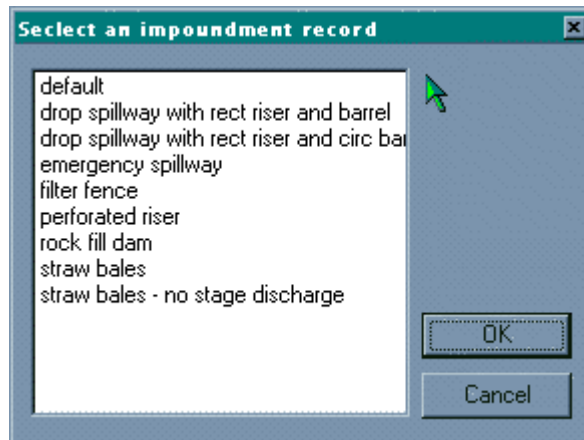 Seclect an impoundment record
default
drop spillway with rect riser and barrel
drop spillway with rect riser and circ bar
emergency spillway
filter fence
perforated riser
rock fill dam
straw bales
straw bales - no stage discharge
OK
Cancel